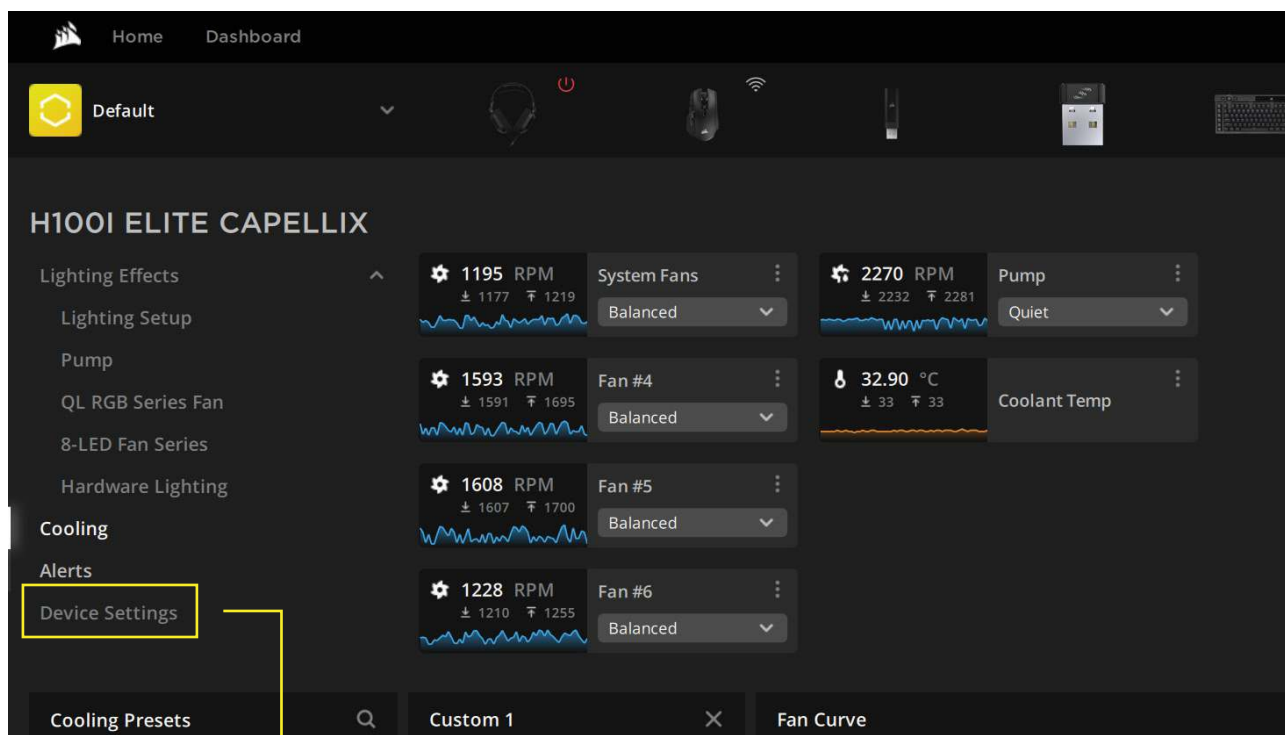 Home Dashboard
Default
H100I ELITE CAPELLIX
Lighting Effects
Lighting Setup
Pump
QL RGB Series Fan
8-LED Fan Series
Hardware Lighting
Cooling
Alerts
Device Settings
1195 RPM
1177 1219
System Fans
Balanced
2270 RPM
2232 2281
Pump
Quiet
1593 RPM
1591 1695
Fan #4
Balanced
32.90 °C
33 33
Coolant Temp
1608 RPM
1607 1700
Fan #5
Balanced
1228 RPM
1210 1255
Fan #6
Balanced
Cooling Presets
Custom 1
Fan Curve